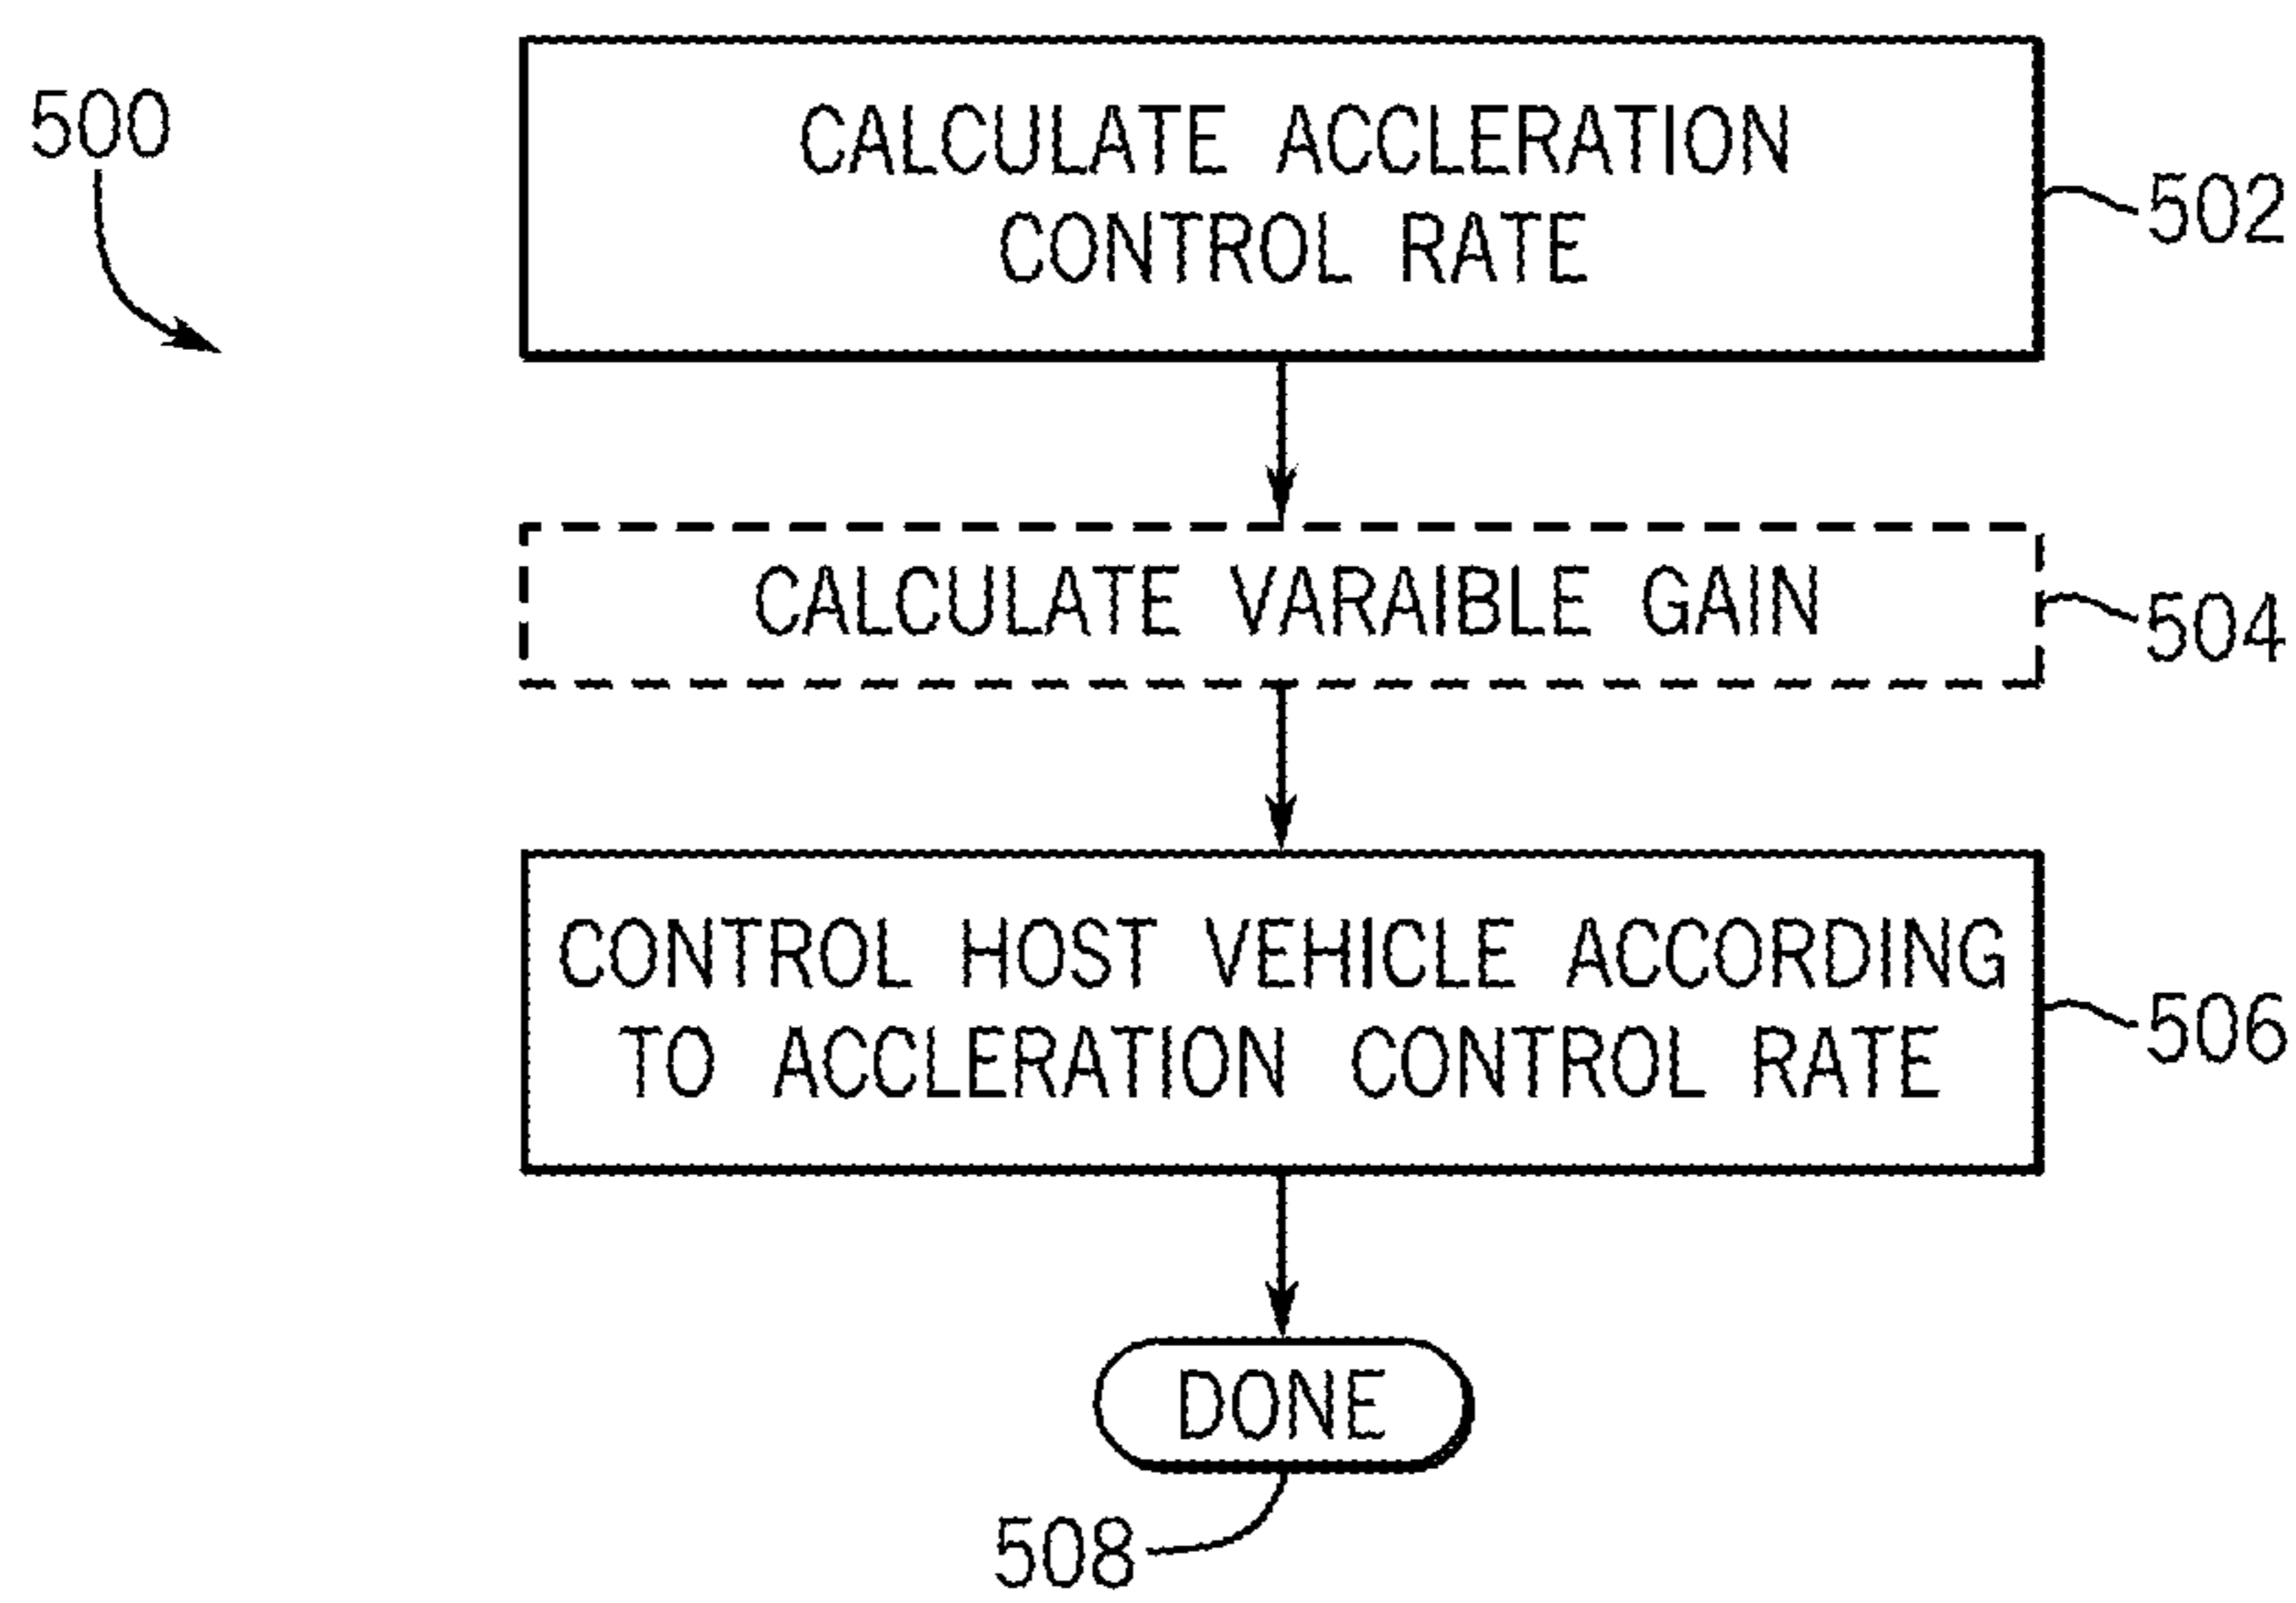 500
CALCULATE ACCLERATION
CONTROL RATE
502
CALCULATE VARAIBLE GAIN
504
CONTROL HOST VEHICLE ACCORDING
TO ACCLERATION CONTROL RATE
506
DONE
508